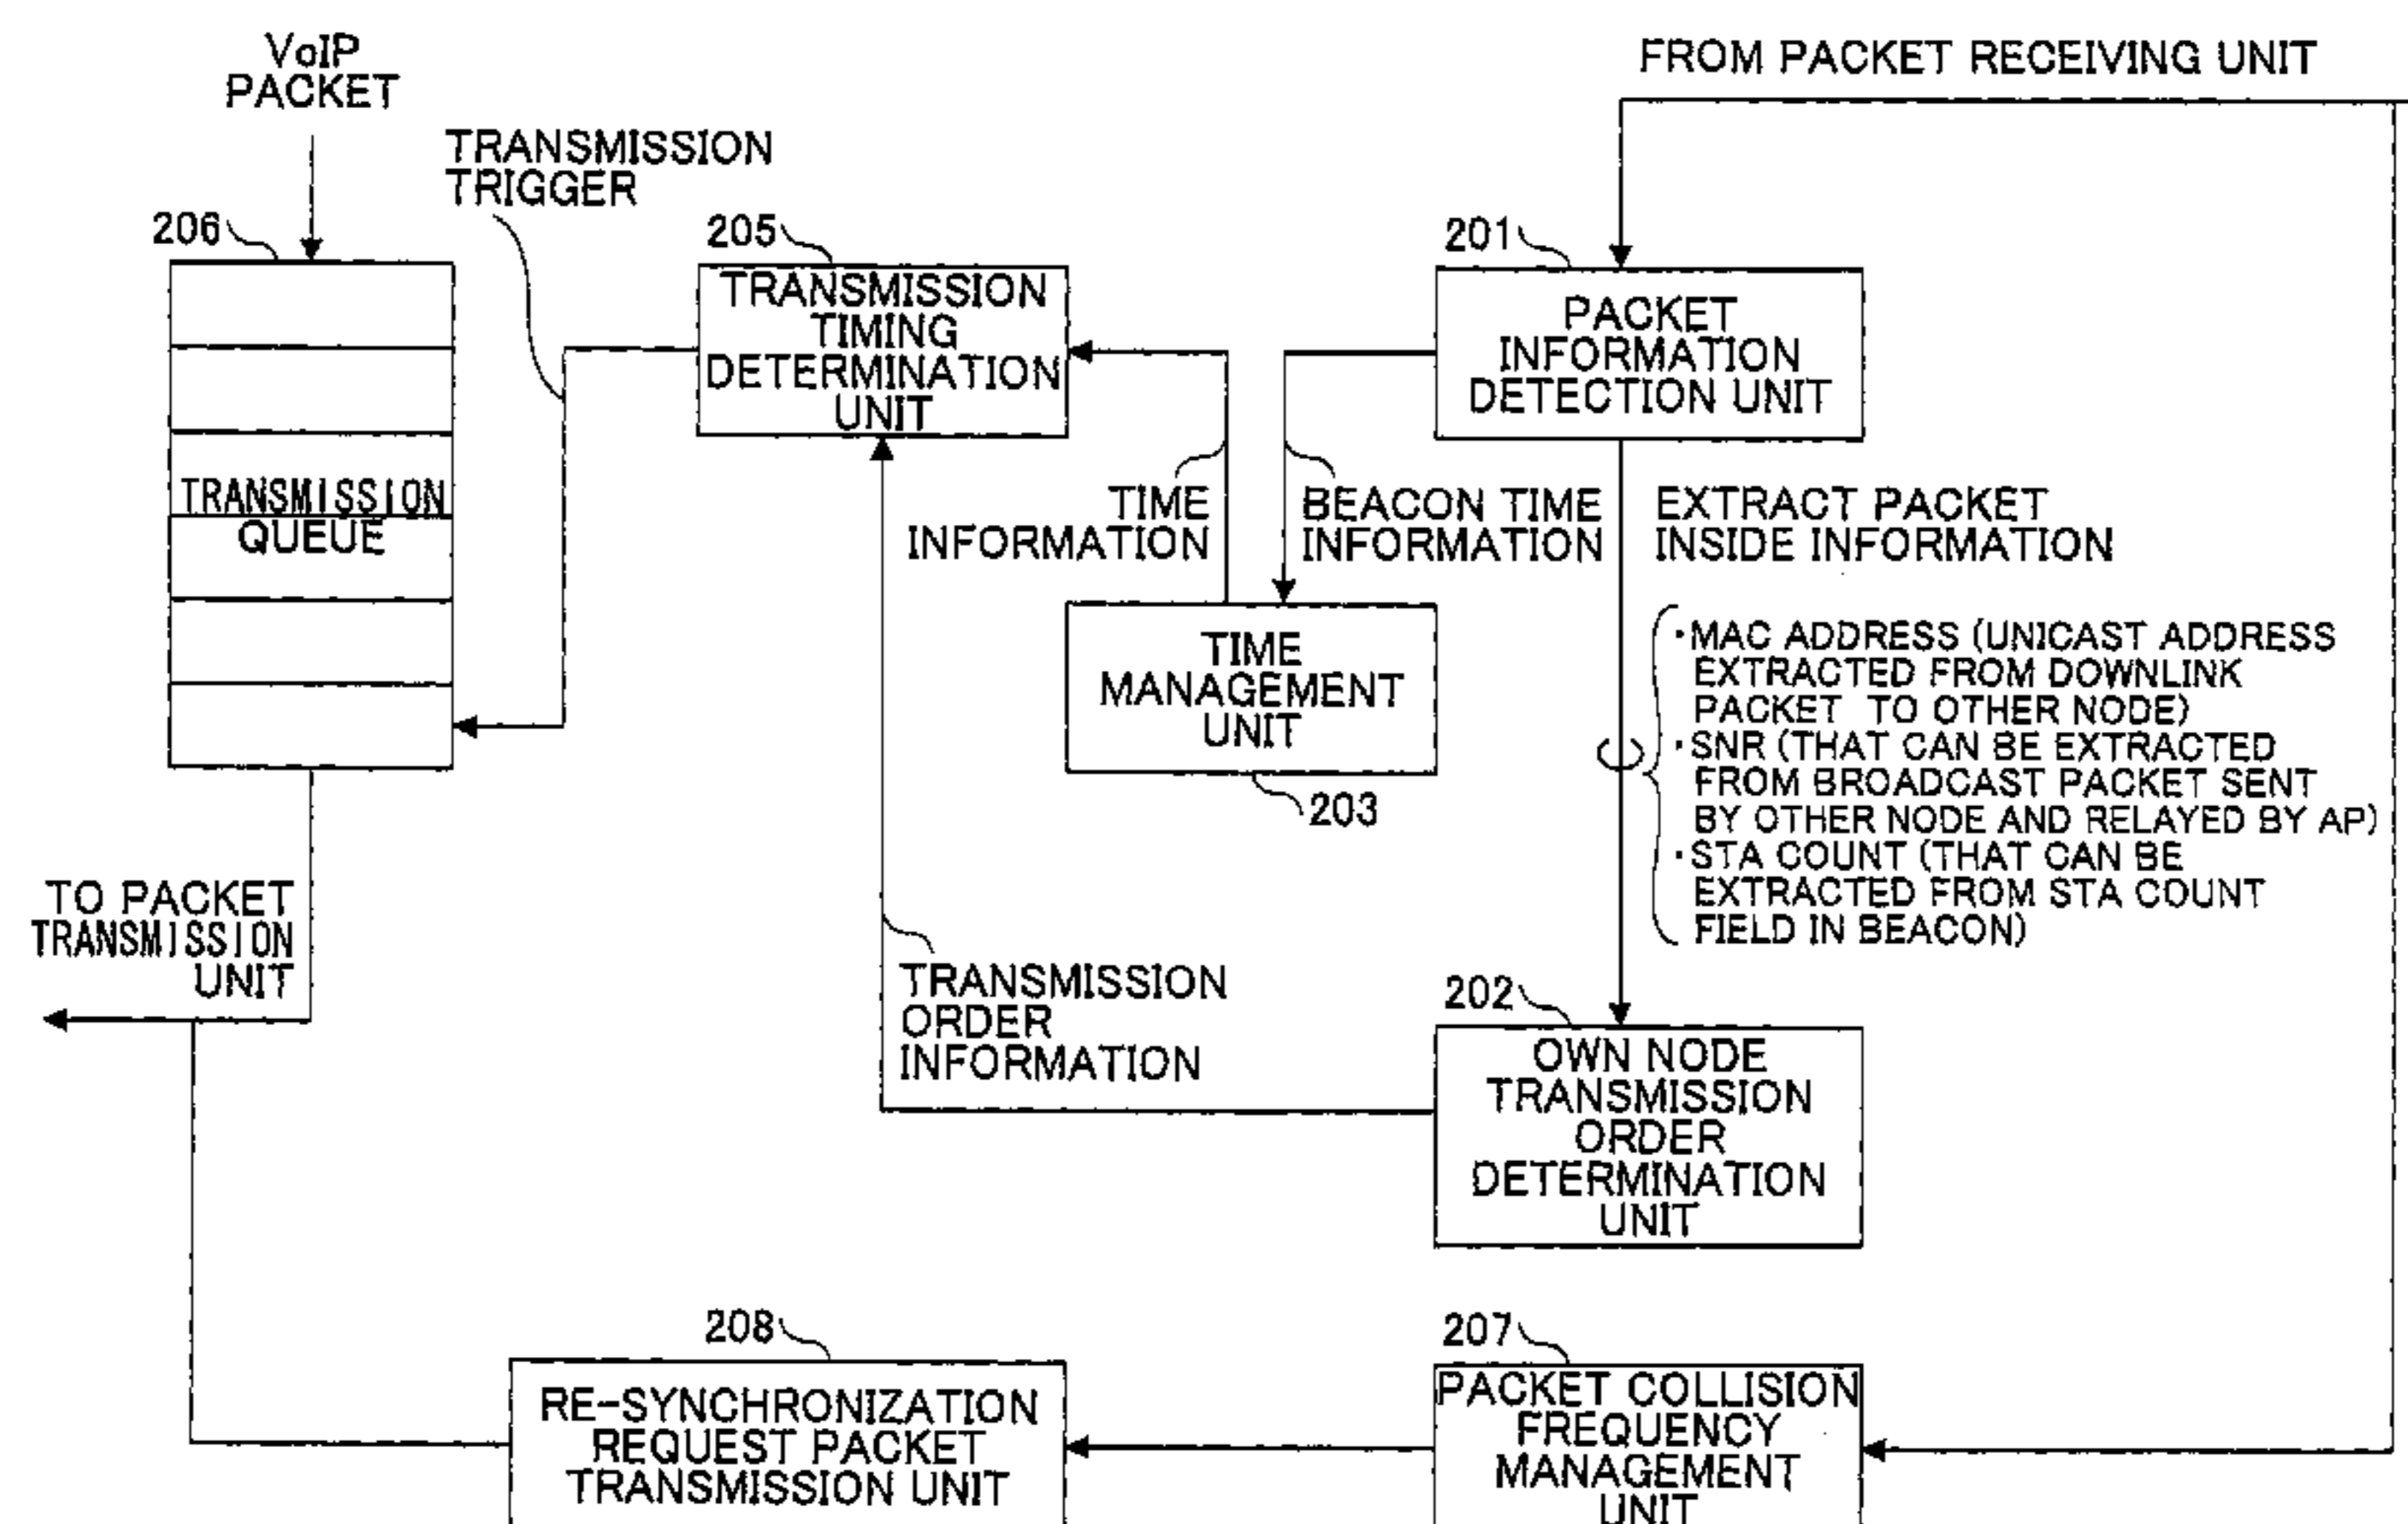 VoIP
PACKET
FROM PACKET RECEIVING UNIT
TRANSMISSION
TRIGGER
206
205
201
TRANSMISSION
TIMING
DETERMINATION
UNIT
PACKET
INFORMATION
DETECTION UNIT
TRANSMISSION
QUEUE
TIME
INFORMATION
BEACON TIME
INFORMATION
EXTRACT PACKET
INSIDE INFORMATION
TIME
MANAGEMENT
UNIT
203
・MAC ADDRESS (UNICAST ADDRESS
EXTRACTED FROM DOWNLINK
PACKET TO OTHER NODE)
・SNR (THAT CAN BE EXTRACTED
FROM BROADCAST PACKET SENT
BY OTHER NODE AND RELAYED BY AP)
・STA COUNT (THAT CAN BE
EXTRACTED FROM STA COUNT
FIELD IN BEACON)
TO PACKET
TRANSMISSION
UNIT
TRANSMISSION
ORDER
INFORMATION
202
OWN NODE
TRANSMISSION
ORDER
DETERMINATION
UNIT
208
207
RE-SYNCHRONIZATION
REQUEST PACKET
TRANSMISSION UNIT
PACKET COLLISION
FREQUENCY
MANAGEMENT
UNIT